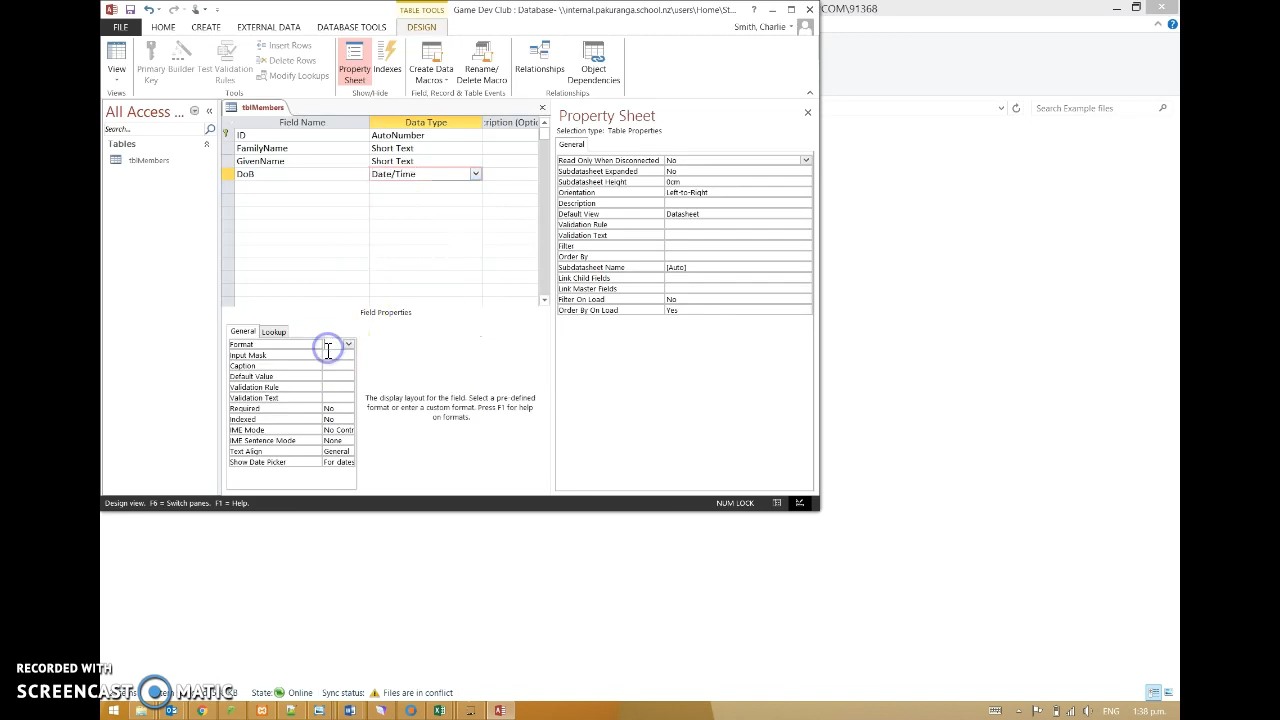 TABLE TOOLS
Game Dev Club : Database- \\internal.pakuranga.school.nz\users\Home\St...
COM\91368
FILE HOME CREATE EXTERNAL DATA DATABASE TOOLS DESIGN
Smith, Charlie
View
Primary Key
Builder
Test Validation Rules
Insert Rows
Delete Rows
Modify Lookups
Property Sheet
Indexes
Create Data Macros
Rename/ Delete Macro
Relationships
Object Dependencies
Views
Tools
Show/Hide
Field, Record & Table Events
Relationships
All Access ...
Search...
Tables
tblMembers
tblMembers
Field Name Data Type ription (Optio
ID AutoNumber
FamilyName Short Text
GivenName Short Text
DoB Date/Time
Field Properties
General Lookup
Format
Input Mask
Caption
Default Value
Validation Rule
Validation Text
Required No
Indexed No
IME Mode No Contr
IME Sentence Mode None
Text Align General
Show Date Picker For dates
The display layout for the field. Select a pre-defined
format or enter a custom format. Press F1 for help
on formats.
Property Sheet
Selection type: Table Properties
General
Read Only When Disconnected No
Subdatasheet Expanded No
Subdatasheet Height 0cm
Orientation Left-to-Right
Description
Default View Datasheet
Validation Rule
Validation Text
Filter
Order By
Subdatasheet Name [Auto]
Link Child Fields
Link Master Fields
Filter On Load No
Order By On Load Yes
Search Example files
Design view. F6 = Switch panes. F1 = Help.
NUM LOCK
RECORDED WITH
SCREENCAST MATIC
State: Online Sync status: Files are in conflict
ENG 1:38 p.m.